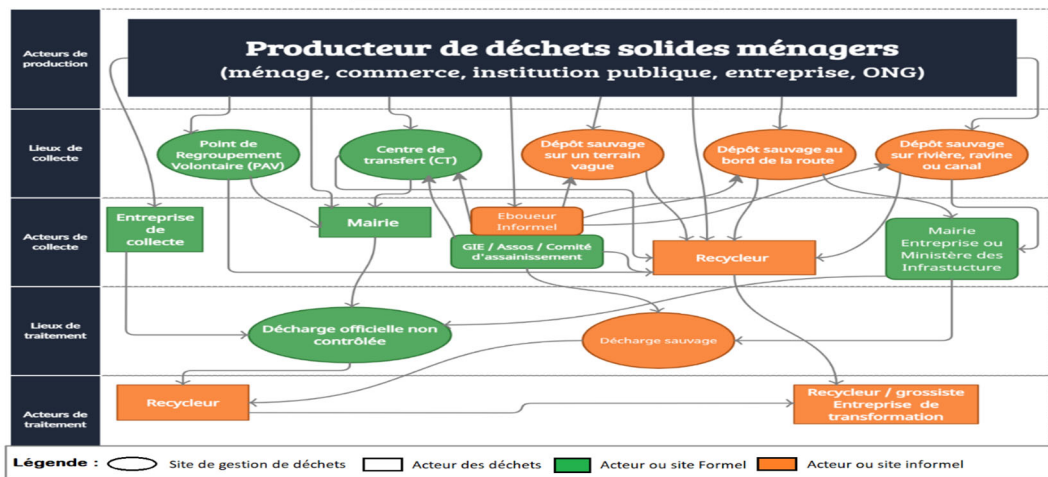 Acteurs de
production
Producteur de déchets solides ménagers
(ménage, commerce, institution publique, entreprise, ONG)
Lieux de
collecte
Point de
Regroupement
Volontaire (PAV)
Centre de
transfert (CT)
Dépôt sauvage
sur un terrain
vague
Dépôt sauvage au
bord de la route
Dépôt sauvage
sur rivière, ravine
ou canal
Acteurs de
collecte
Entreprise
de
collecte
Mairie
Eboueur
Informel
GIE / Assos / Comité
d'assainissement
Recycleur
Mairie
Entreprise ou
Ministère des
Infrastucture
Lieux de
traitement
Décharge officielle non
contrôlée
Décharge sauvage
Acteurs de
traitement
Recycleur
Recycleur / grossiste
Entreprise de
transformation
Légende : Site de gestion de déchets Acteur des déchets Acteur ou site Formel Acteur ou site informel